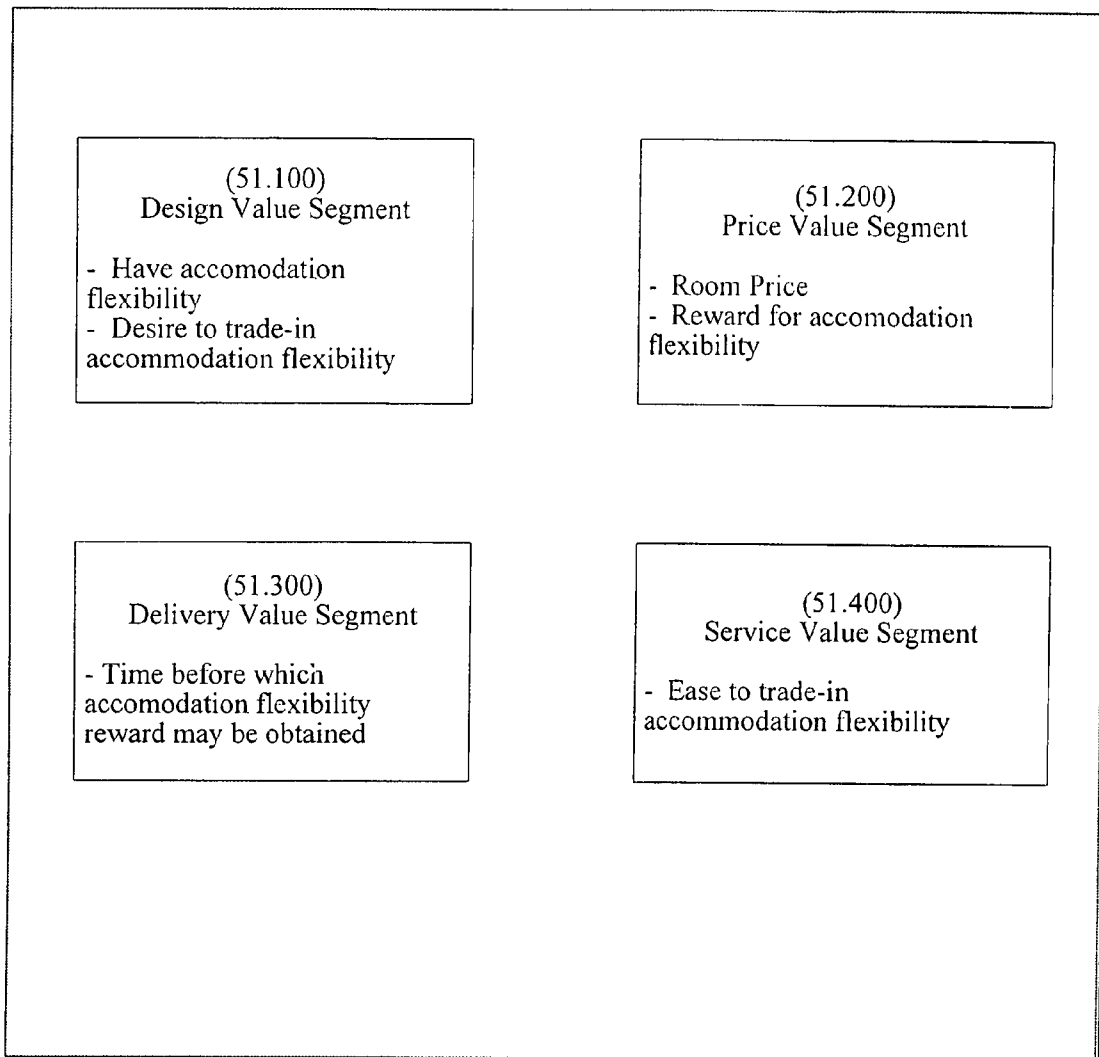 (51.100)
Design Value Segment
- Have accomodation
flexibility
- Desire to trade-in
accommodation flexibility
(51.200)
Price Value Segment
- Room Price
- Reward for accomodation
flexibility
(51.300)
Delivery Value Segment
- Time before which
accomodation flexibility
reward may be obtained
(51.400)
Service Value Segment
- Ease to trade-in
accommodation flexibility